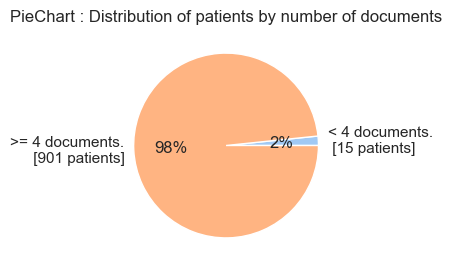 PieChart : Distribution of patients by number of documents
< 4 documents.
[15 patients]
2%
98%
>= 4 documents.
[901 patients]